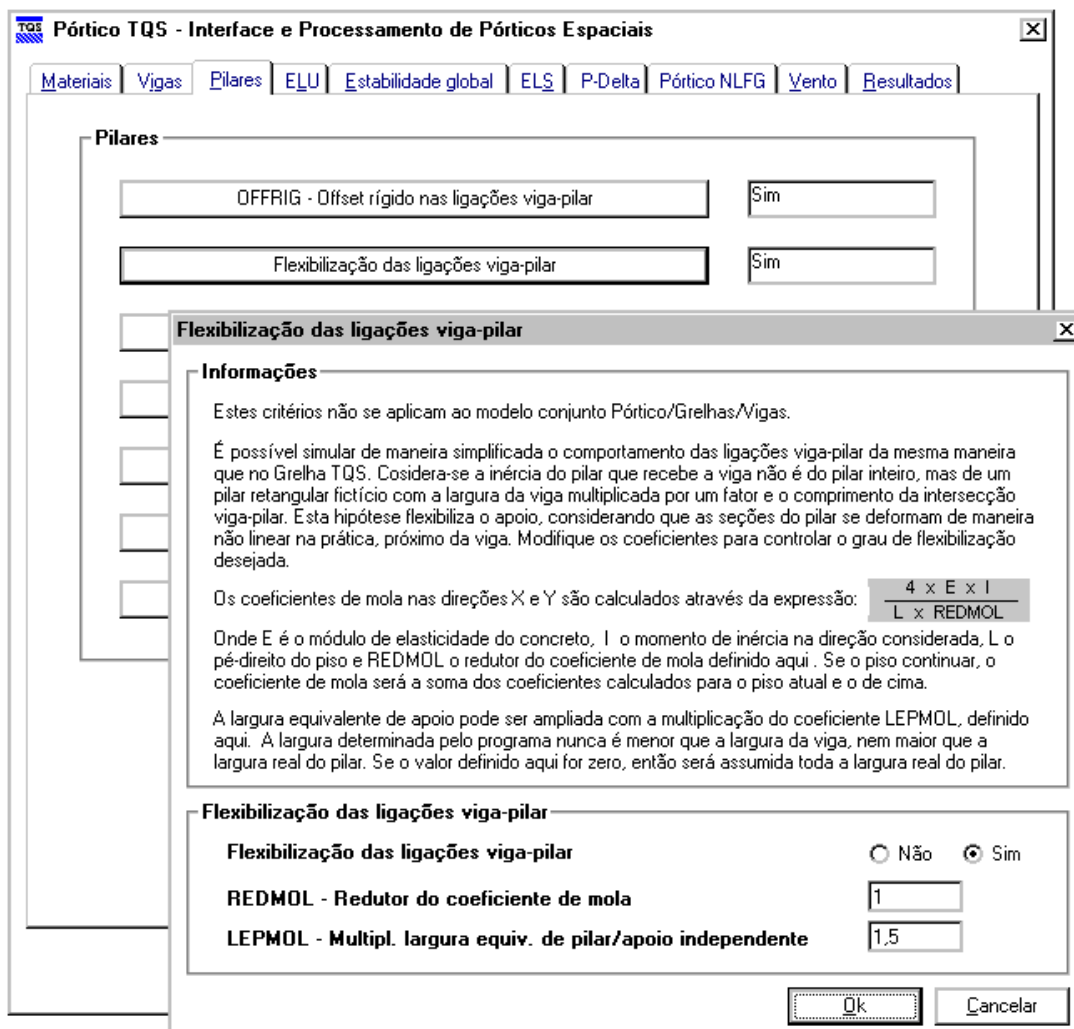 TQS Pórtico TQS - Interface e Processamento de Pórticos Espaciais
Materiais Vigas Pilares ELU Estabilidade global ELS P-Delta Pórtico NLFG Vento Resultados
Pilares
OFFRIG - Offset rígido nas ligações viga-pilar Sim
Flexibilização das ligações viga-pilar Sim
Flexibilização das ligações viga-pilar
Informações
Estes critérios não se aplicam ao modelo conjunto Pórtico/Grelhas/Vigas.
É possível simular de maneira simplificada o comportamento das ligações viga-pilar da mesma maneira
que no Grelha TQS. Cosidera-se a inércia do pilar que recebe a viga não é do pilar inteiro, mas de um
pilar retangular fictício com a largura da viga multiplicada por um fator e o comprimento da intersecção
viga-pilar. Esta hipótese flexibiliza o apoio, considerando que as seções do pilar se deformam de maneira
não linear na prática, próximo da viga. Modifique os coeficientes para controlar o grau de flexibilização
desejada.
Os coeficientes de mola nas direções X e Y são calculados através da expressão:
4 x E x I
L x REDMOL
Onde E é o módulo de elasticidade do concreto, I o momento de inércia na direção considerada, L o
pé-direito do piso e REDMOL o redutor do coeficiente de mola definido aqui . Se o piso continuar, o
coeficiente de mola será a soma dos coeficientes calculados para o piso atual e o de cima.
A largura equivalente de apoio pode ser ampliada com a multiplicação do coeficiente LEPMOL, definido
aqui. A largura determinada pelo programa nunca é menor que a largura da viga, nem maior que a
largura real do pilar. Se o valor definido aqui for zero, então será assumida toda a largura real do pilar.
Flexibilização das ligações viga-pilar
Flexibilização das ligações viga-pilar Não Sim
REDMOL - Redutor do coeficiente de mola 1
LEPMOL - Multipl. largura equiv. de pilar/apoio independente 1,5
Ok Cancelar